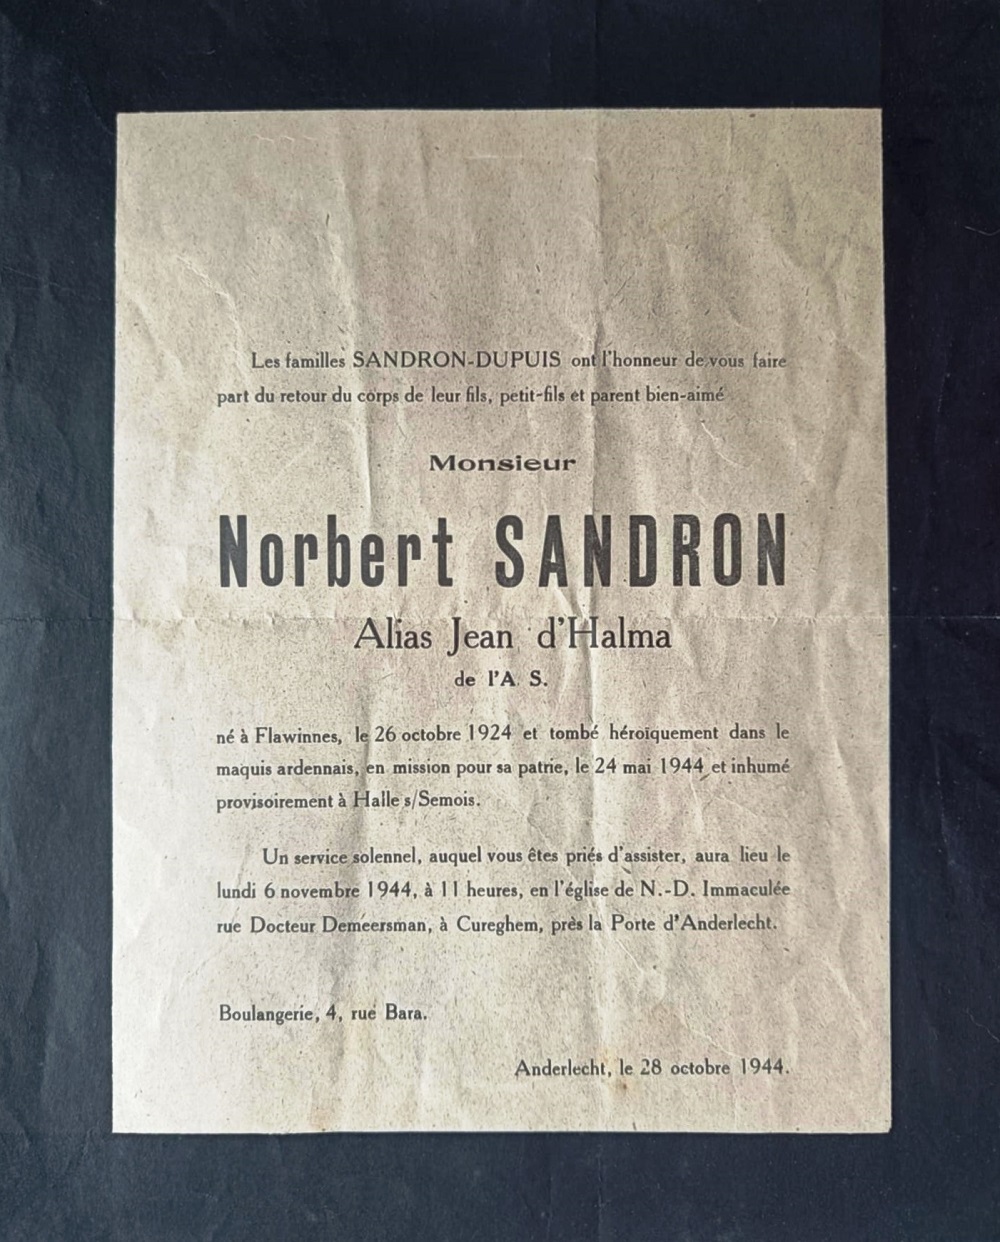 Les familles SANDRON-DUPUIS ont l'honneur de vous faire
part du retour du corps de leur fils, petit-fils et parent bien-aimé
Monsieur
Norbert SANDRON
Alias Jean d'Halma
de l'A. S.
né à Flawinnes, le 26 octobre 1924 et tombé héroïquement dans le
maquis ardennais, en mission pour sa patrie, le 24 mai 1944 et inhumé
provisoirement à Halle s/Semois.
Un service solennel, auquel vous êtes priés d'assister, aura lieu le
lundi 6 novembre 1944, à 11 heures, en l'église de N.-D. Immaculée
rue Docteur Demeersman, à Cureghem, près la Porte d'Anderlecht.
Boulangerie, 4, rue Bara.
Anderlecht, le 28 octobre 1944.